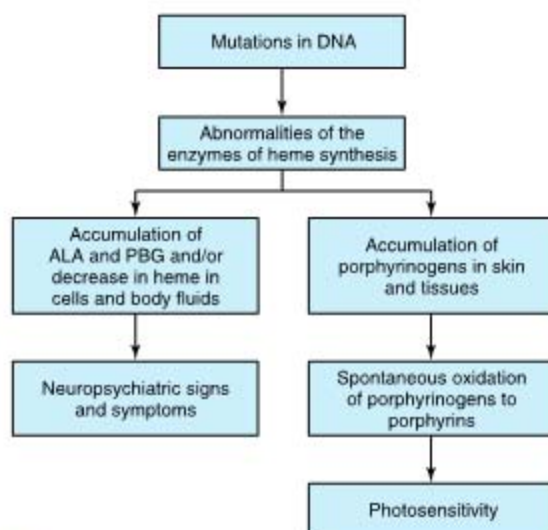 Mutations in DNA
Abnormalities of the
enzymes of heme synthesis
Accumulation of
ALA and PBG and/or
decrease in heme in
cells and body fluids
Accumulation of
porphyrinogens in skin
and tissues
Neuropsychiatric signs
and symptoms
Spontaneous oxidation
of porphyrinogens to
porphyrins
Photosensitivity